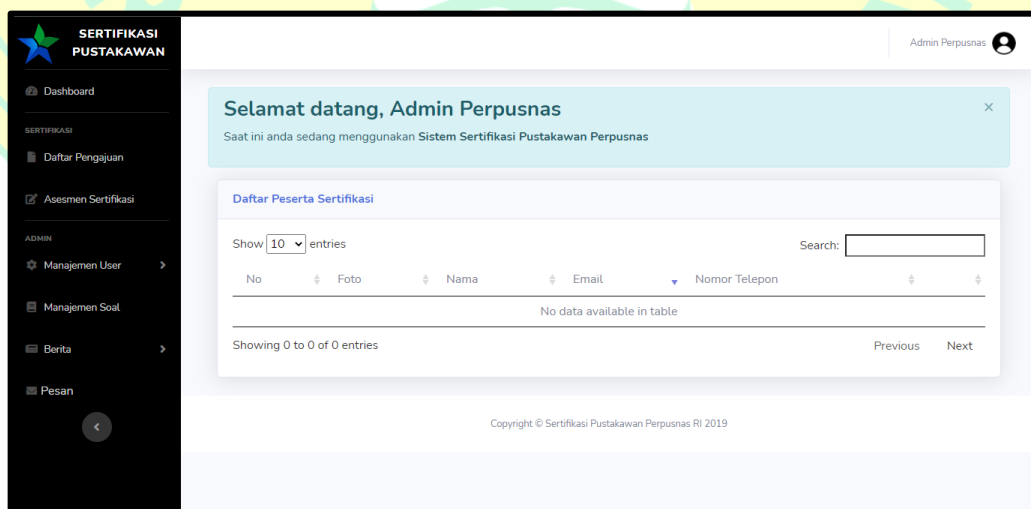 SERTIFIKASI
PUSTAKAWAN
Admin Perpusnas
Dashboard
SERTIFIKASI
Daftar Pengajuan
Asesmen Sertifikasi
ADMIN
Manajemen User
Manajemen Soal
Berita
Pesan
Selamat datang, Admin Perpusnas
Saat ini anda sedang menggunakan Sistem Sertifikasi Pustakawan Perpusnas
Daftar Peserta Sertifikasi
Show 10 entries Search:
No Foto Nama Email Nomor Telepon
No data available in table
Showing 0 to 0 of 0 entries Previous Next
Copyright © Sertifikasi Pustakawan Perpusnas RI 2019